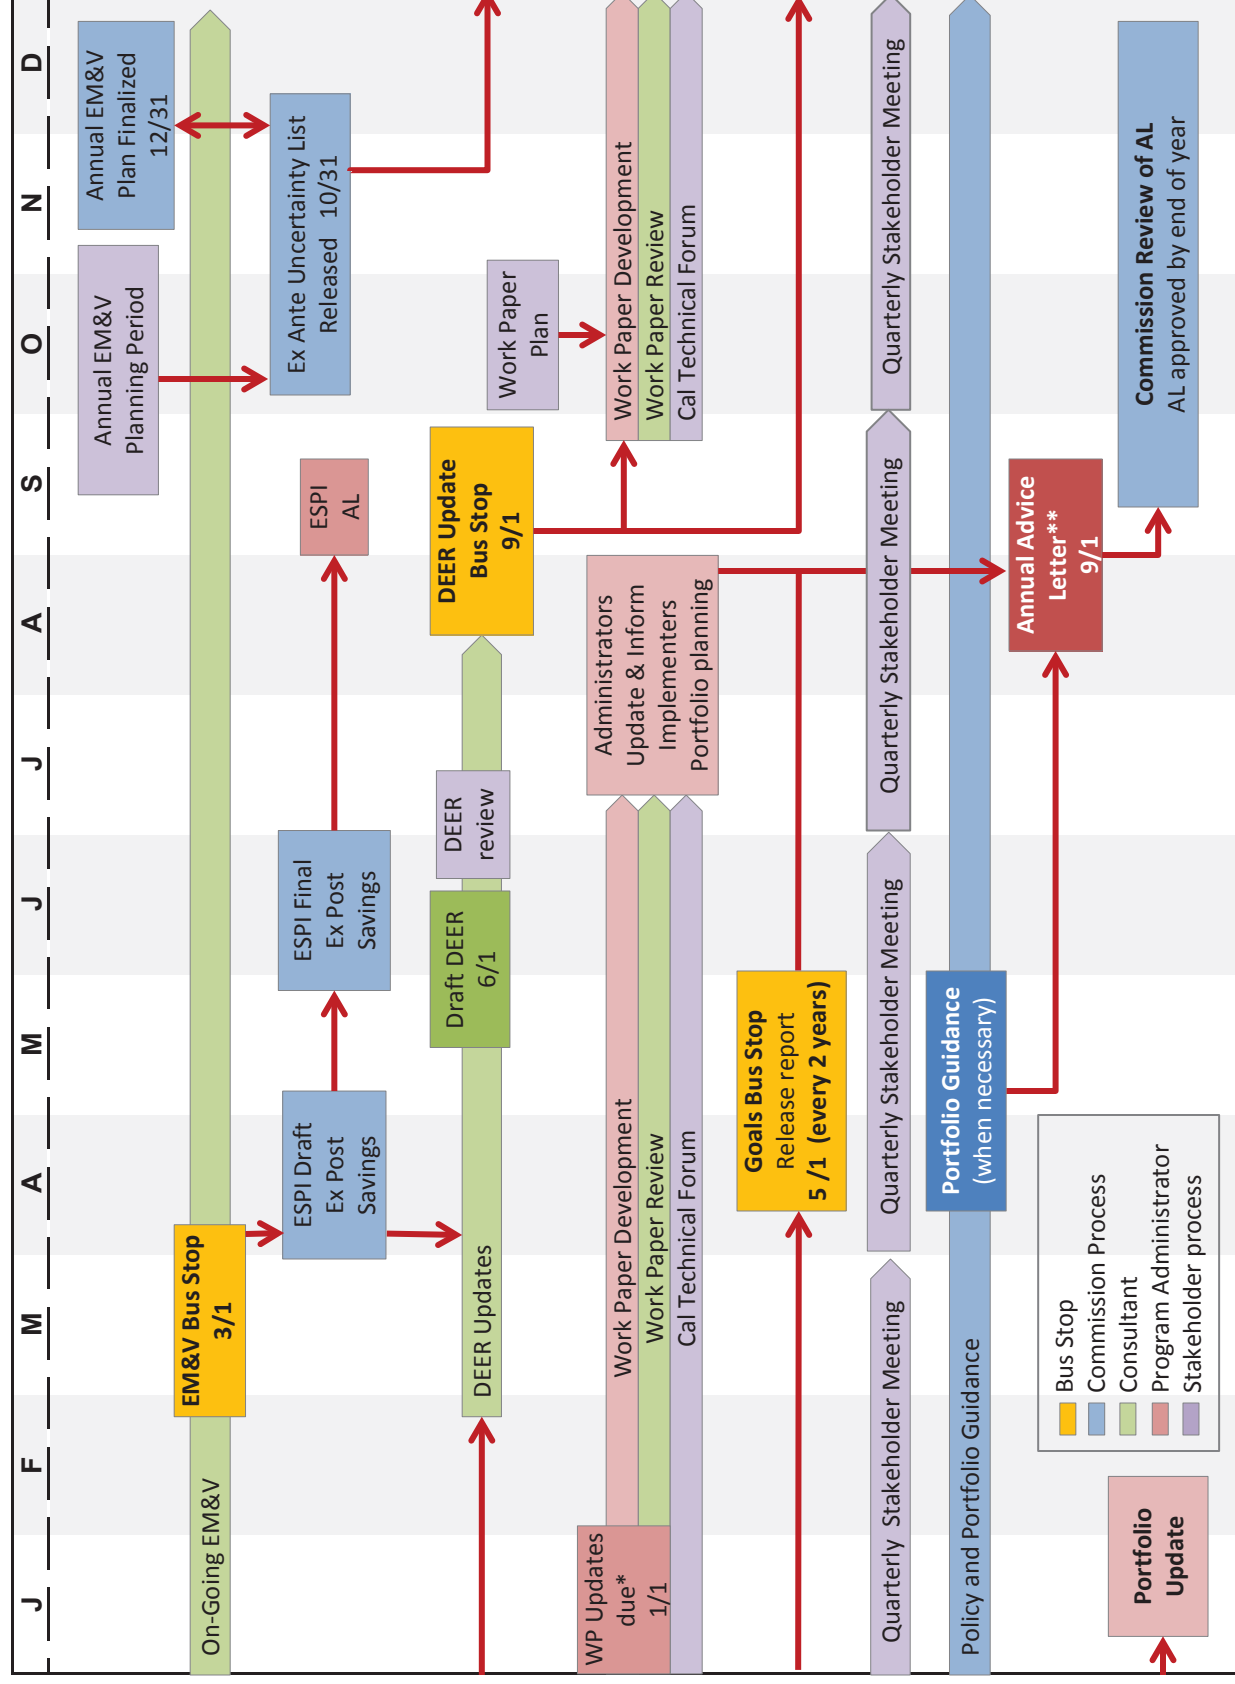 J F M A M J J A S O N D
On-Going EM&V
EM&V Bus Stop
3/1
Annual EM&V
Planning Period
Annual EM&V
Plan Finalized
12/31
ESPI Draft
Ex Post
Savings
ESPI Final
Ex Post
Savings
ESPI
AL
Ex Ante Uncertainty List
Released 10/31
DEER Updates
Draft DEER
6/1
DEER
review
DEER Update
Bus Stop
9/1
Work Paper
Plan
WP Updates
due*
1/1
Work Paper Development
Work Paper Review
Cal Technical Forum
Administrators
Update & Inform
Implementers
Portfolio planning
Work Paper Development
Work Paper Review
Cal Technical Forum
Goals Bus Stop
Release report
5 /1 (every 2 years)
Quarterly Stakeholder Meeting
Quarterly Stakeholder Meeting
Quarterly Stakeholder Meeting
Quarterly Stakeholder Meeting
Policy and Portfolio Guidance
Portfolio Guidance
(when necessary)
Annual Advice
Letter**
9/1
Portfolio
Update
Bus Stop
Commission Process
Consultant
Program Administrator
Stakeholder process
Commission Review of AL
AL approved by end of year